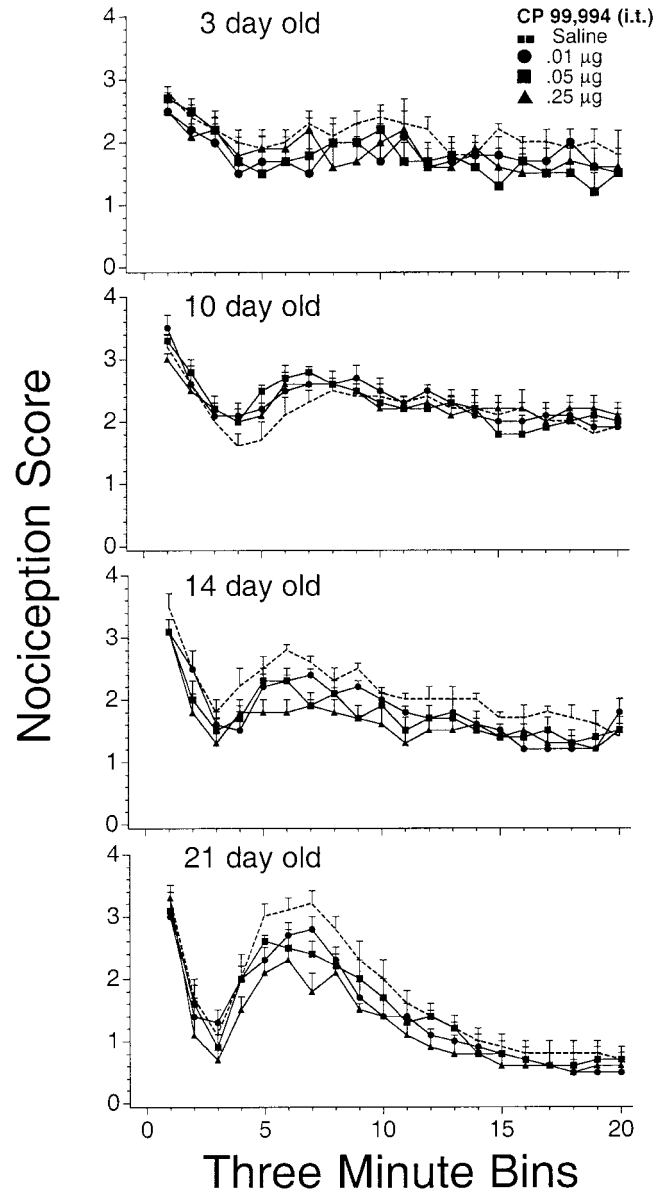 CP 99,994 (i.t.)
Saline
.01 µg
.05 µg
.25 µg
3 day old
4
3
2
1
0
10 day old
4
3
2
1
0
14 day old
4
3
2
1
0
21 day old
4
3
2
1
0
0 5 10 15 20
Nociception Score
Three Minute Bins